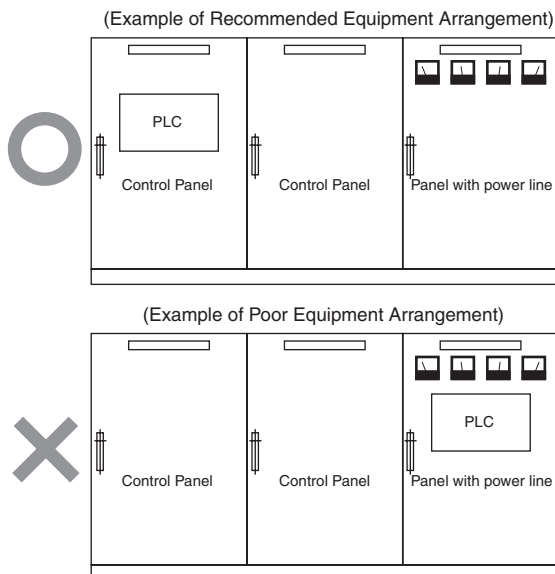 (Example of Recommended Equipment Arrangement)
PLC
Control Panel
Control Panel
Panel with power line
(Example of Poor Equipment Arrangement)
PLC
Control Panel
Control Panel
Panel with power line